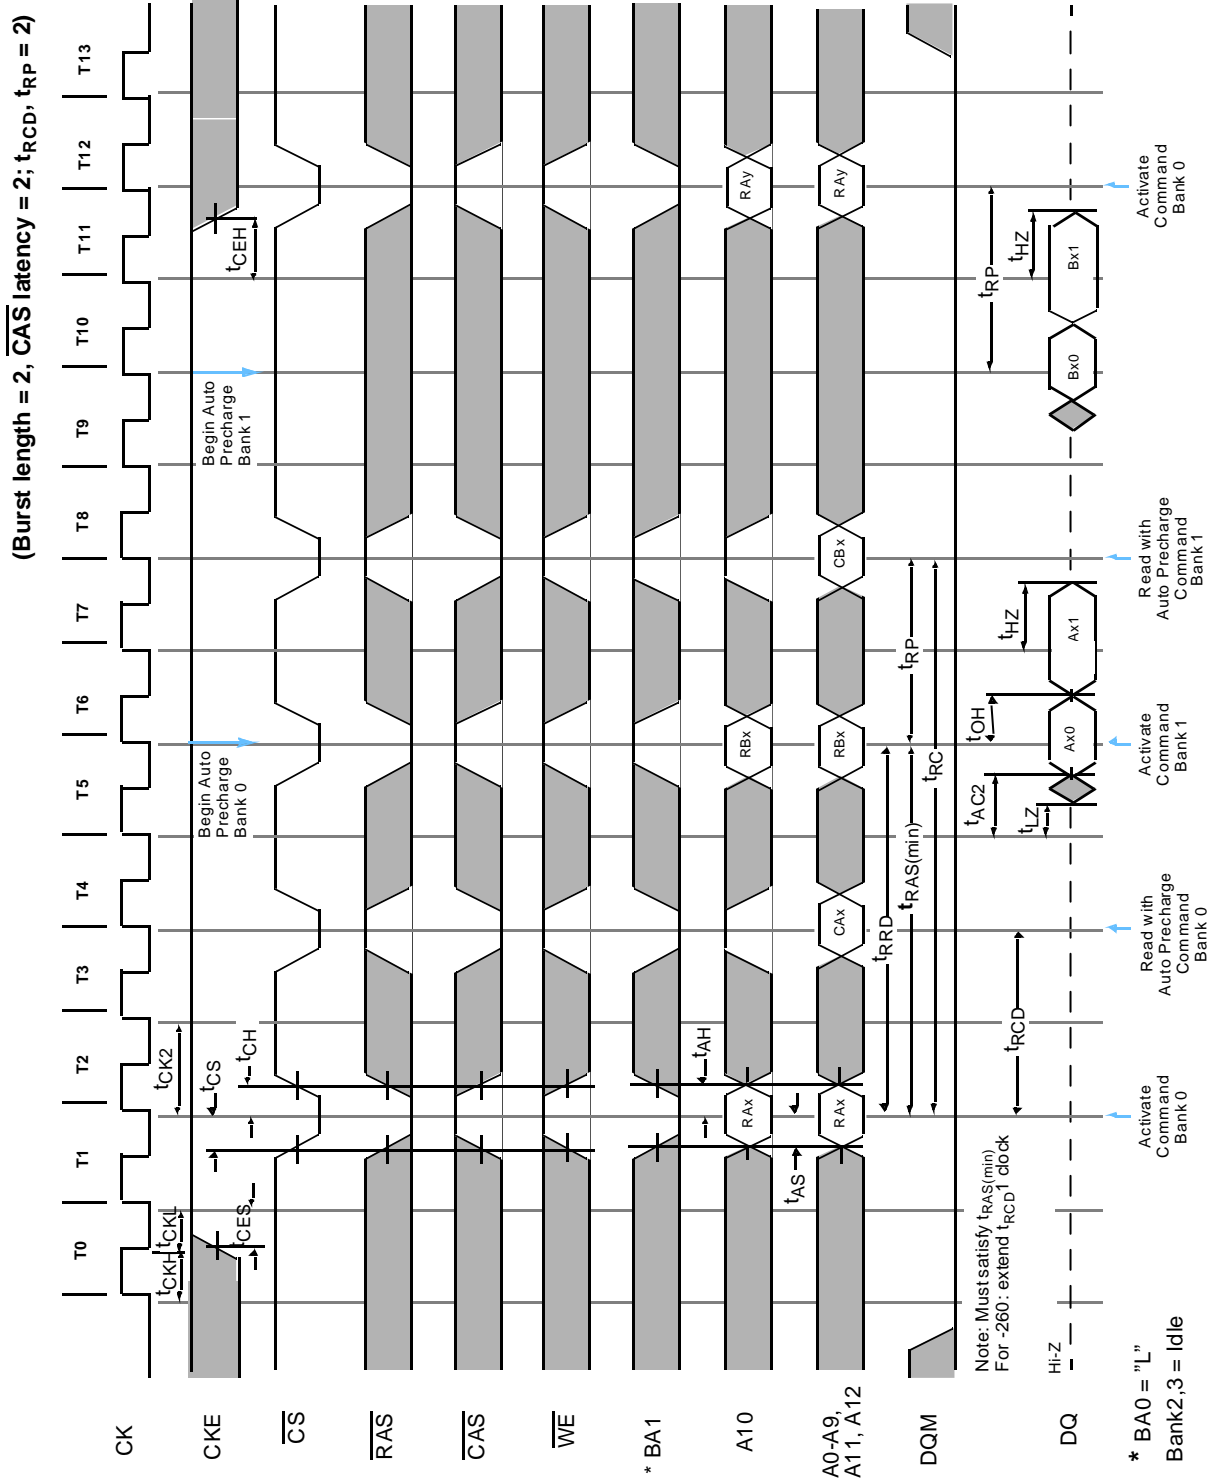 (Burst length = 2, CAS latency = 2; tRCD, tRP = 2)
T0 T1 T2 T3 T4 T5 T6 T7 T8 T9 T10 T11 T12 T13
CK
tCKH tCKL tCK2
CKE
tCES tCS tCH
Begin Auto
Precharge
Bank 0
Begin Auto
Precharge
Bank 1
tCEH
CS
RAS
CAS
WE
* BA1
tAH
A10
RAx RBx RAy
tAS
A0-A9,
A11, A12
RAx CAx RBx CBx RAy
tRRD
tRAS(min)
tRP
tRC
DQM
Note: Must satisfy tRAS(min)
For -260: extend tRCD 1 clock
tRCD
tAC2
tLZ
tOH
tHZ
tRP
tHZ
DQ
Hi-Z
Ax0 Ax1 Bx0 Bx1
* BA0 = ”L”
Bank2,3 = Idle
Activate
Command
Bank 0
Read with
Auto Precharge
Command
Bank 0
Activate
Command
Bank 1
Read with
Auto Precharge
Command
Bank 1
Activate
Command
Bank 0